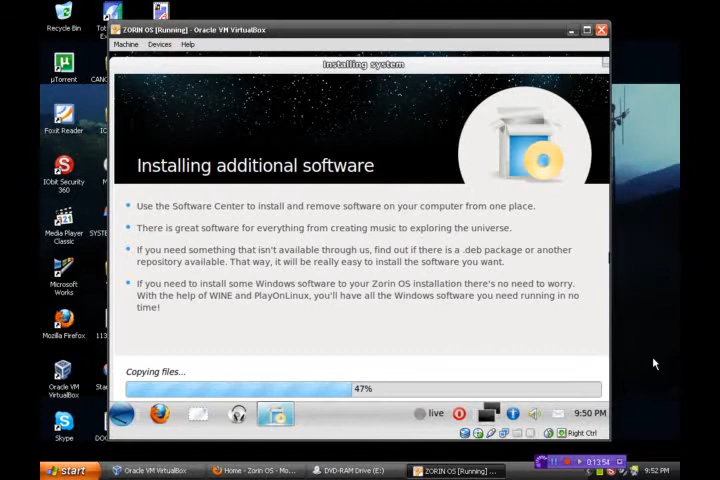 Recycle Bin
ZORIN OS [Running] - Oracle VM VirtualBox
Machine Devices Help
Installing system
µTorrent
Installing additional software
Foxit Reader
Use the Software Center to install and remove software on your computer from one place.
There is great software for everything from creating music to exploring the universe.
IObit Security
360
If you need something that isn't available through us, find out if there is a .deb package or another
repository available. That way, it will be really easy to install the software you want.
Media Player
Classic
If you need to install some Windows software to your Zorin OS installation there's no need to worry.
With the help of WINE and PlayOnLinux, you'll have all the Windows software you need running in no
time!
Microsoft
Works
Mozilla Firefox
Copying files...
47%
Oracle VM
VirtualBox
live
9:50 PM
Skype
Right Ctrl
start
Oracle VM VirtualBox
Home - Zorin OS - Mo...
DVD-RAM Drive (E:)
ZORIN OS [Running] ...
0:13:54
9:52 PM